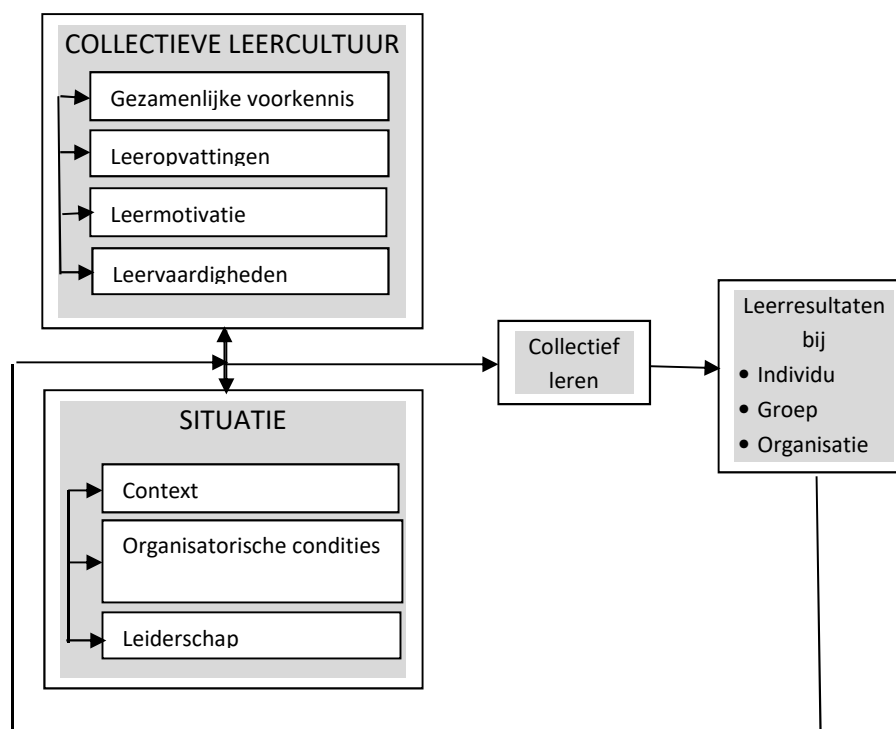 COLLECTIEVE LEERCULTUUR
Gezamenlijke voorkennis
Leeropvattingen
Leermotivatie
Leervaardigheden
SITUATIE
Context
Organisatorische condities
Leiderschap
Collectief
leren
Leerresultaten
bij
• Individu
• Groep
• Organisatie